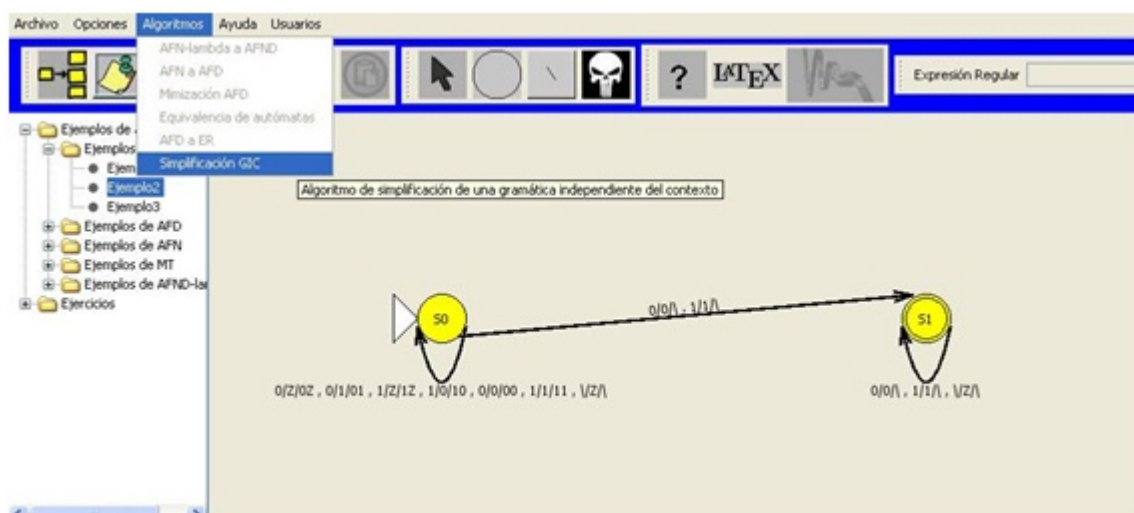 Archivo Opciones Algoritmos Ayuda Usuarios
AFN-lambda a AFND
AFN a AFD
Mimización AFD
Equivalencia de autómatas
AFD a ER
Simplificación GIC
? LATEX
Expresión Regular
Ejemplos de
Ejemplos
Ejem
Ejemplo2
Ejemplo3
Ejemplos de AFD
Ejemplos de AFN
Ejemplos de MT
Ejemplos de AFND-la
Ejercicios
Algoritmo de simplificación de una gramática independiente del contexto
S0
0/0/\ , 1/1/\
S1
0/Z/0Z , 0/1/01 , 1/Z/1Z , 1/0/10 , 0/0/00 , 1/1/11 , \/Z/\
0/0/\ , 1/1/\ , \/Z/\